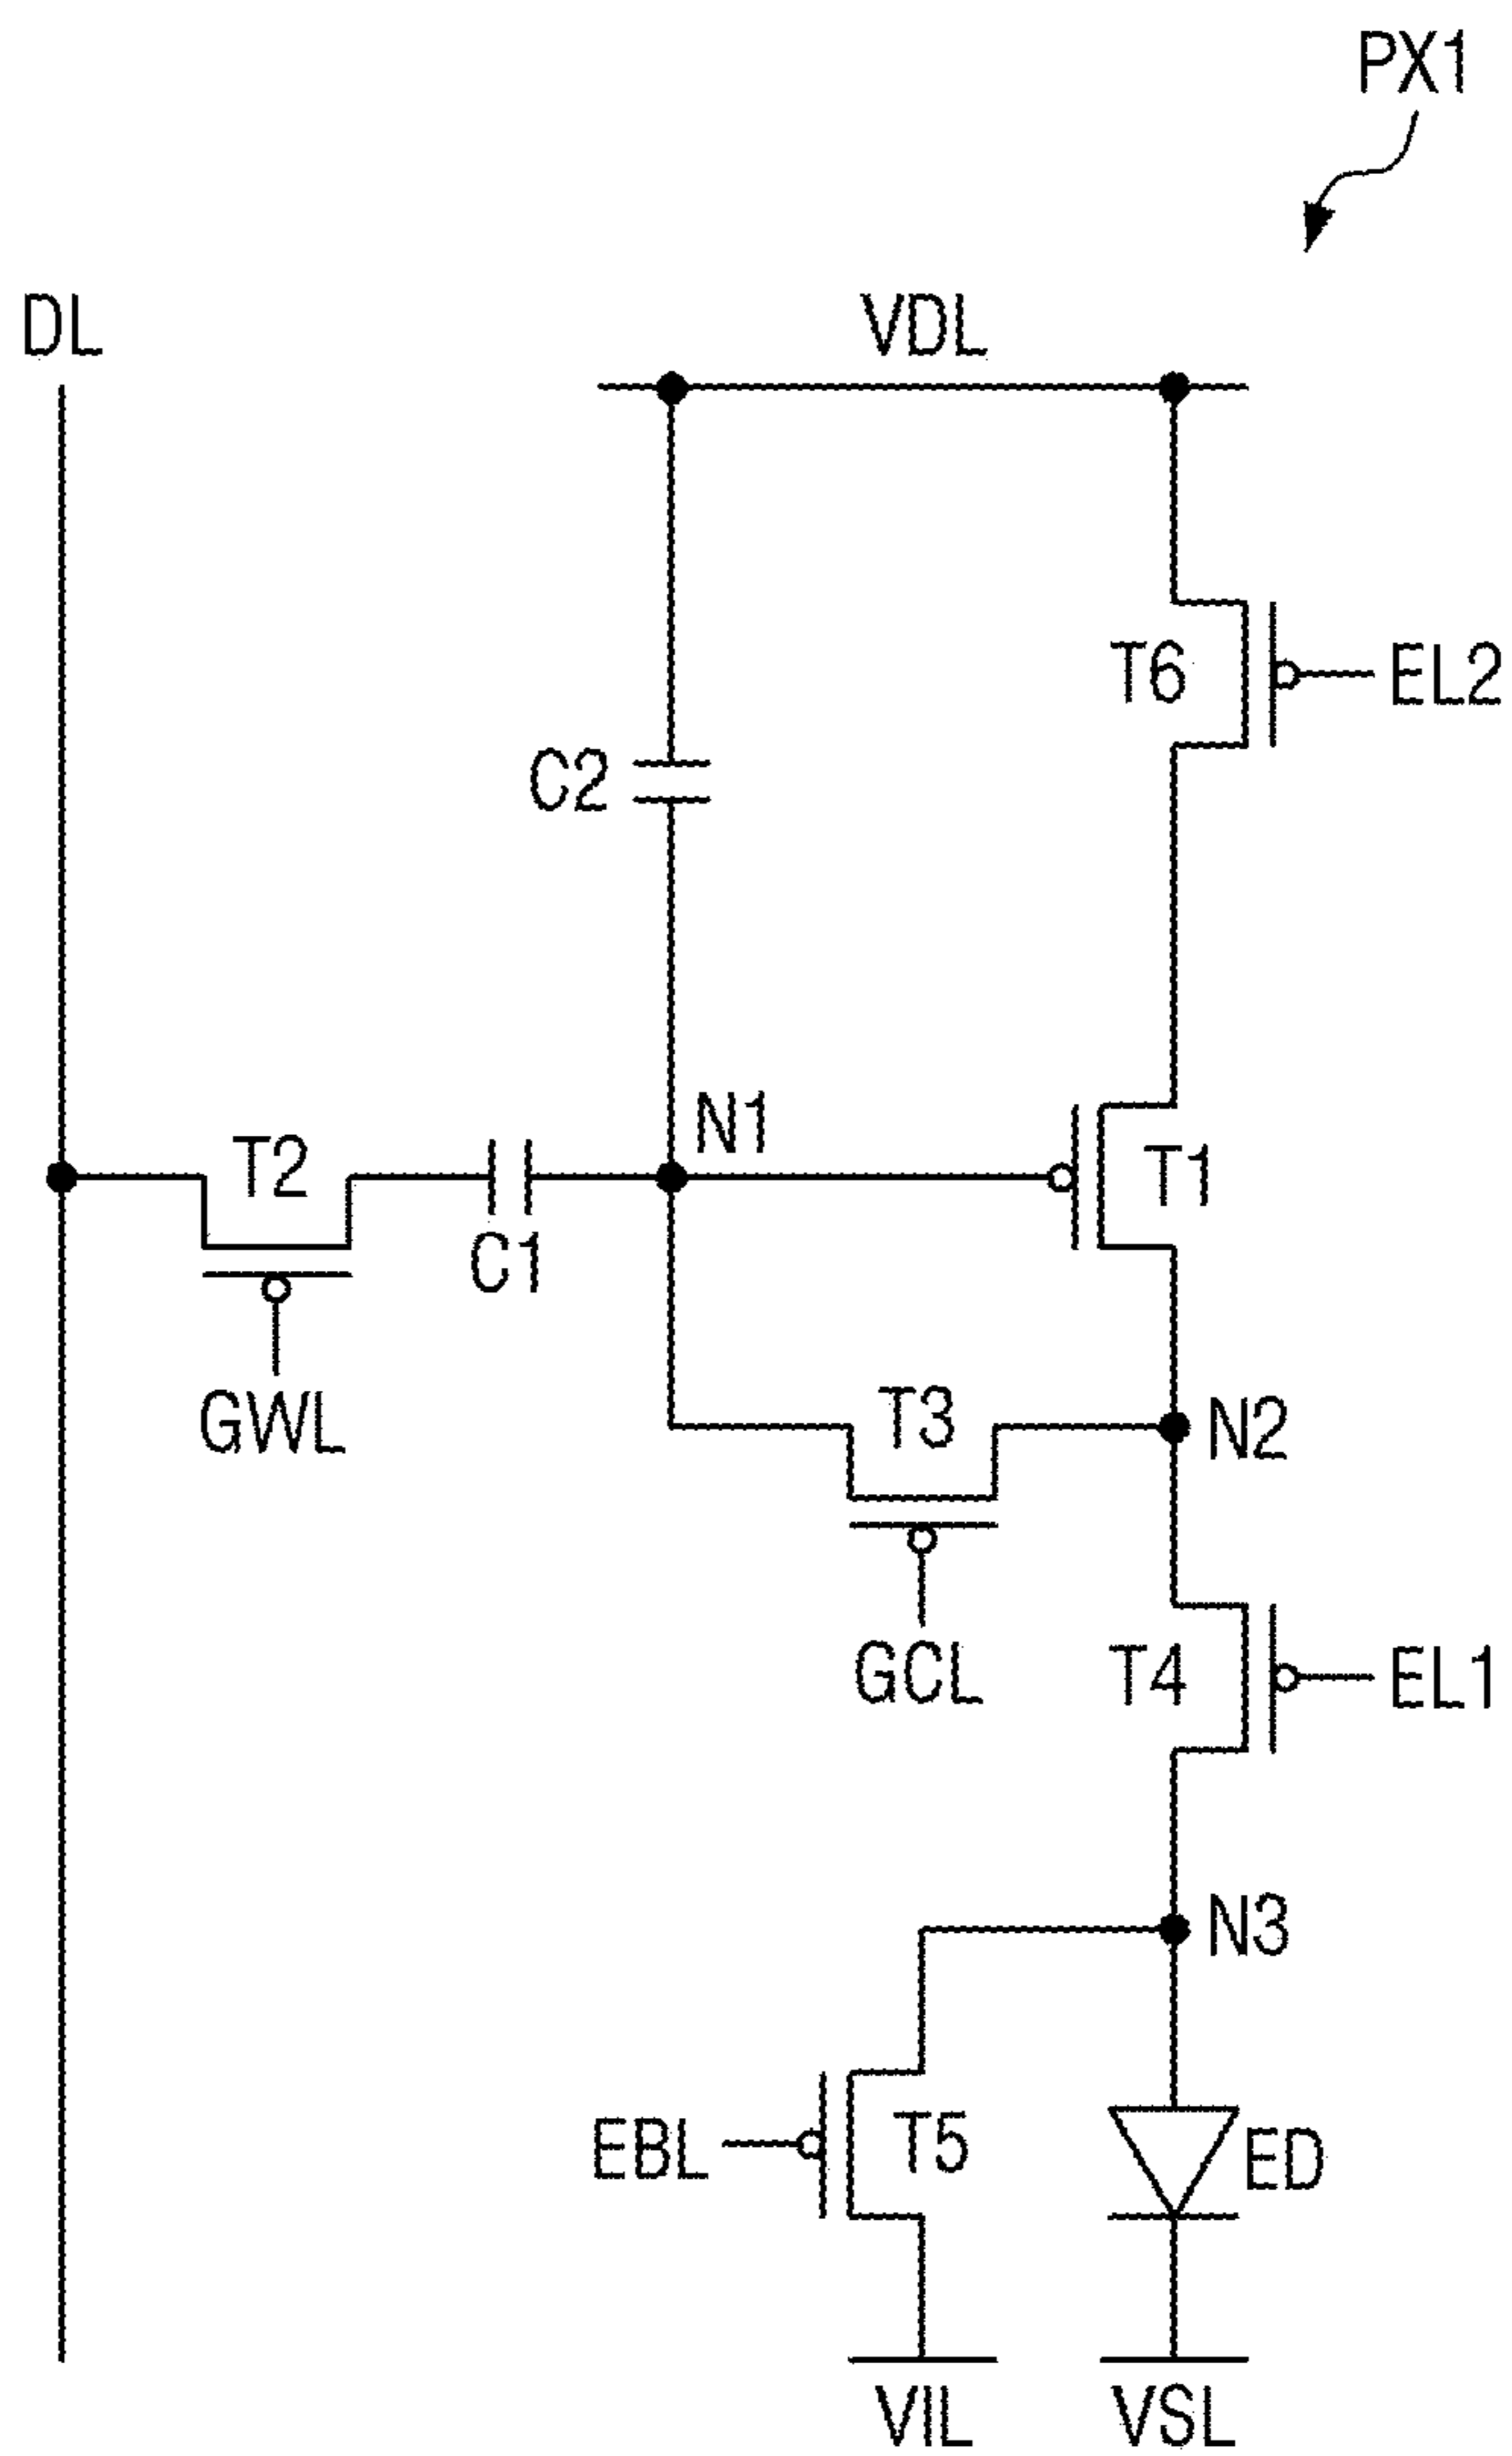 PX1
DL
VDL
T6
EL2
C2
N1
T2
T1
C1
GWL
T3
N2
GCL
T4
EL1
N3
EBL
T5
ED
VIL
VSL